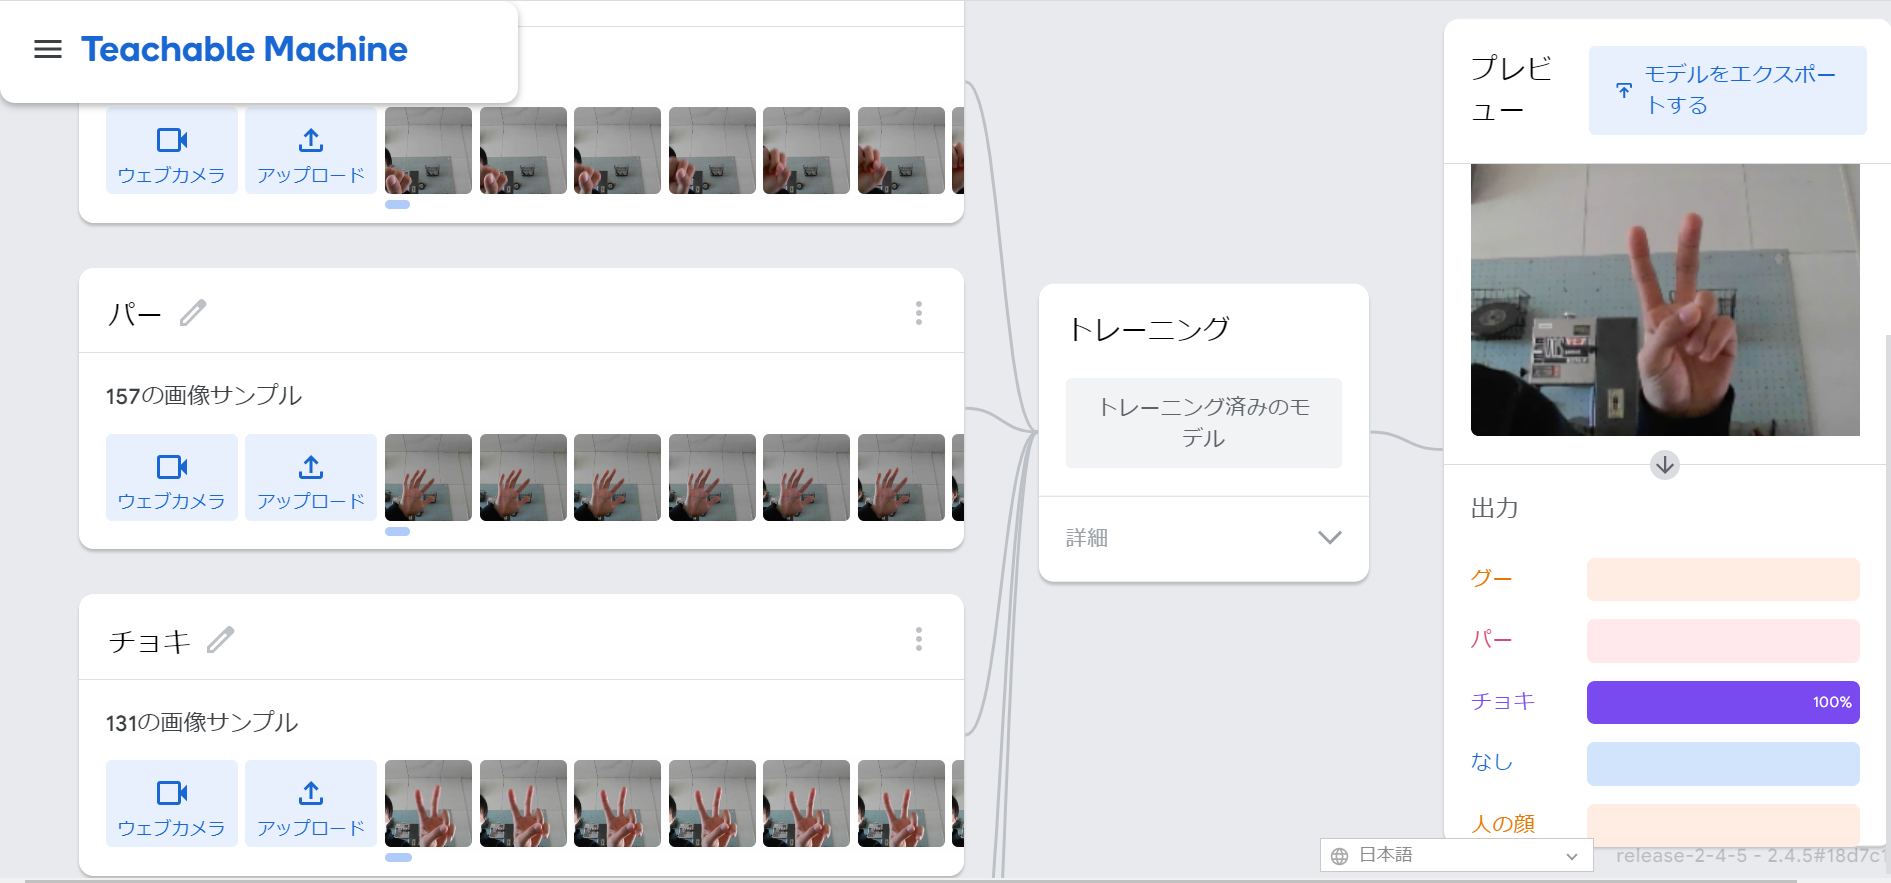 Teachable Machine
ウェブカメラ
アップロード
パー
157の画像サンプル
ウェブカメラ
アップロード
チョキ
131の画像サンプル
ウェブカメラ
アップロード
トレーニング
トレーニング済みのモ
デル
詳細
プレビ
ュー
モデルをエクスポー
トする
出力
グー
パー
チョキ
100%
なし
人の顔
日本語
release-2-4-5 - 2.4.5#18d7c1